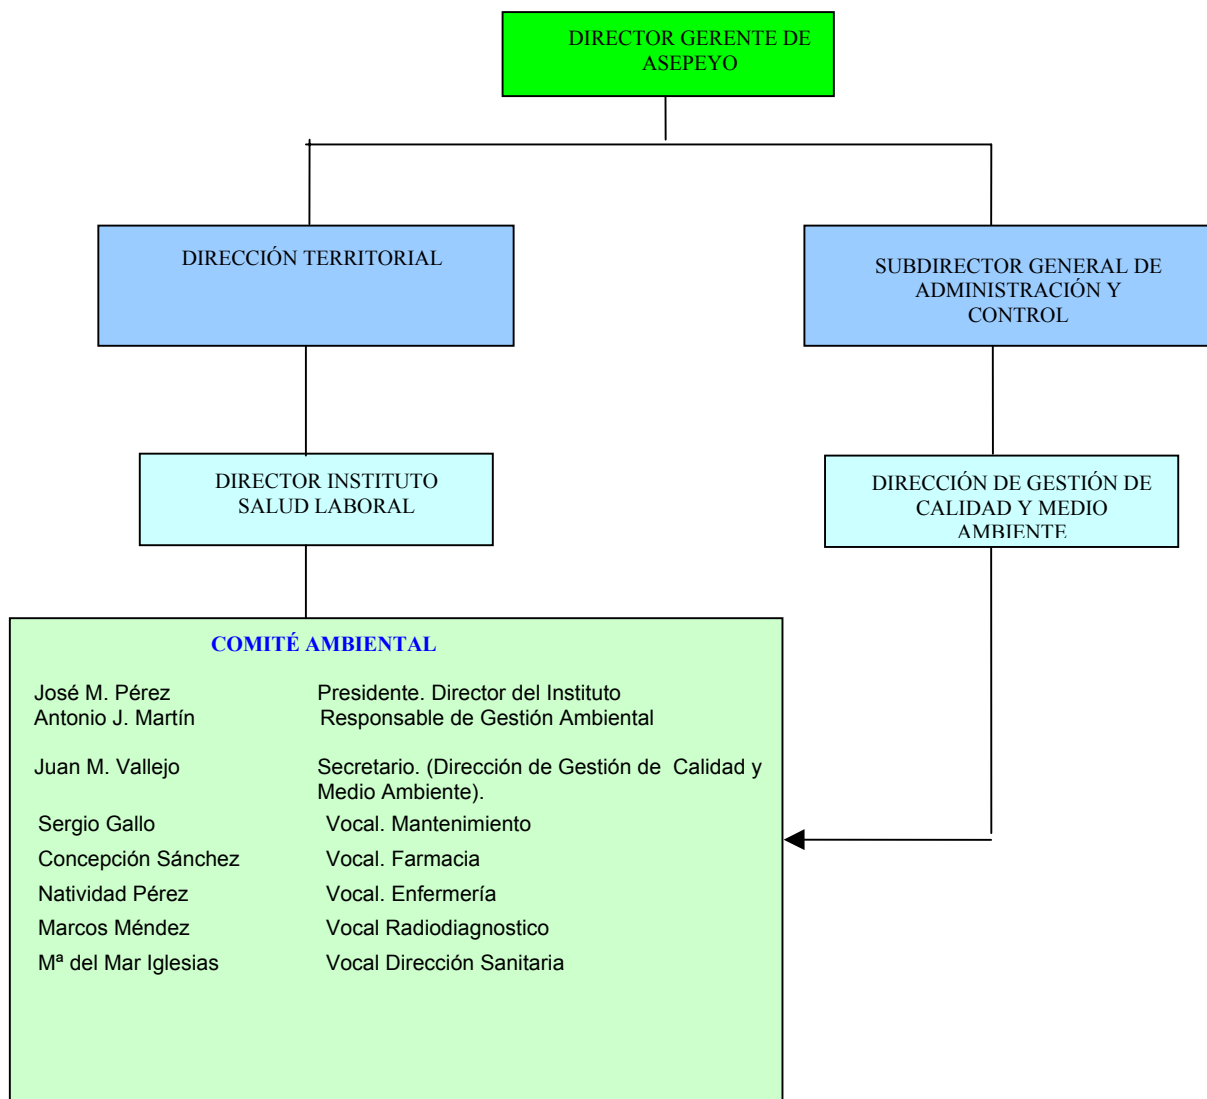 DIRECTOR GERENTE DE
ASEPEYO
DIRECCIÓN TERRITORIAL
SUBDIRECTOR GENERAL DE
ADMINISTRACIÓN Y
CONTROL
DIRECTOR INSTITUTO
SALUD LABORAL
DIRECCIÓN DE GESTIÓN DE
CALIDAD Y MEDIO
AMBIENTE
COMITÉ AMBIENTAL
José M. Pérez Presidente. Director del Instituto
Antonio J. Martín Responsable de Gestión Ambiental
Juan M. Vallejo Secretario. (Dirección de Gestión de Calidad y
Medio Ambiente).
Sergio Gallo Vocal. Mantenimiento
Concepción Sánchez Vocal. Farmacia
Natividad Pérez Vocal. Enfermería
Marcos Méndez Vocal Radiodiagnostico
Mª del Mar Iglesias Vocal Dirección Sanitaria